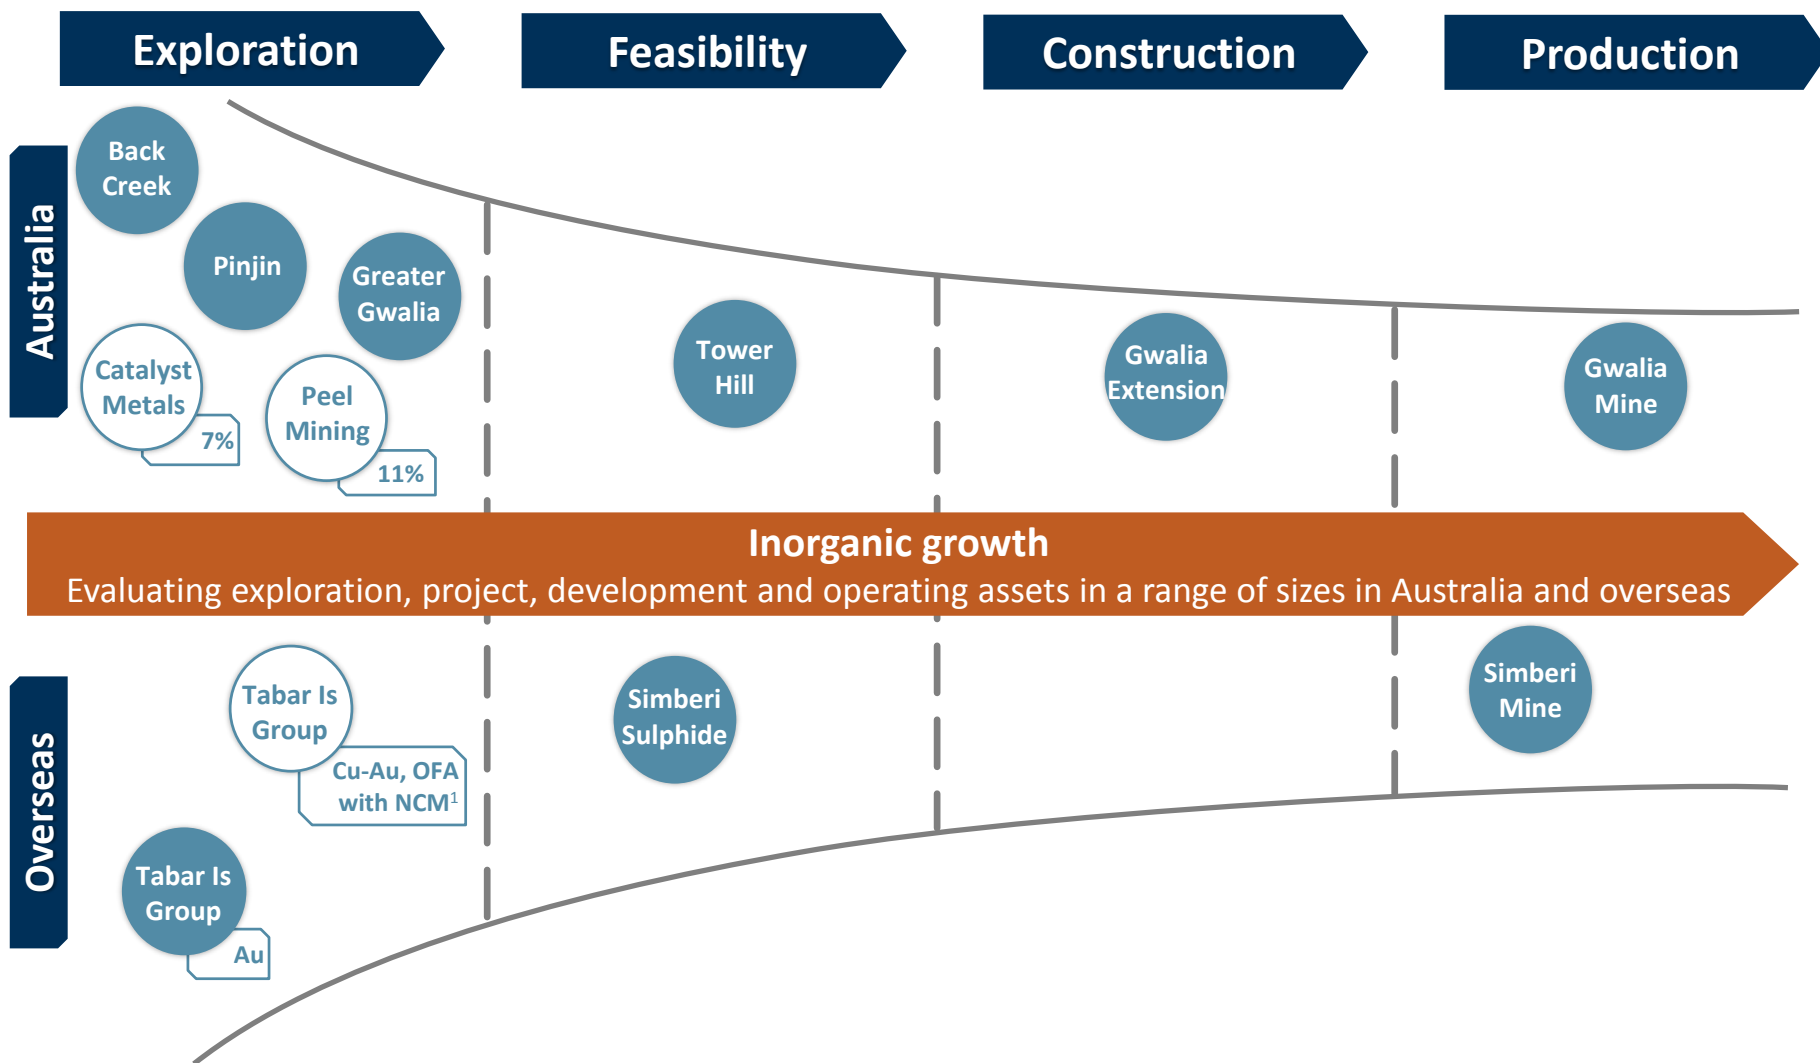 Exploration
Feasibility
Construction
Production
Australia
Back
Creek
Pinjin
Greater
Gwalia
Catalyst
Metals
7%
Peel
Mining
11%
Tower
Hill
Gwalia
Extension
Gwalia
Mine
Inorganic growth
Evaluating exploration, project, development and operating assets in a range of sizes in Australia and overseas
Overseas
Tabar Is
Group
Cu-Au, OFA
with NCM¹
Tabar Is
Group
Au
Simberi
Sulphide
Simberi
Mine